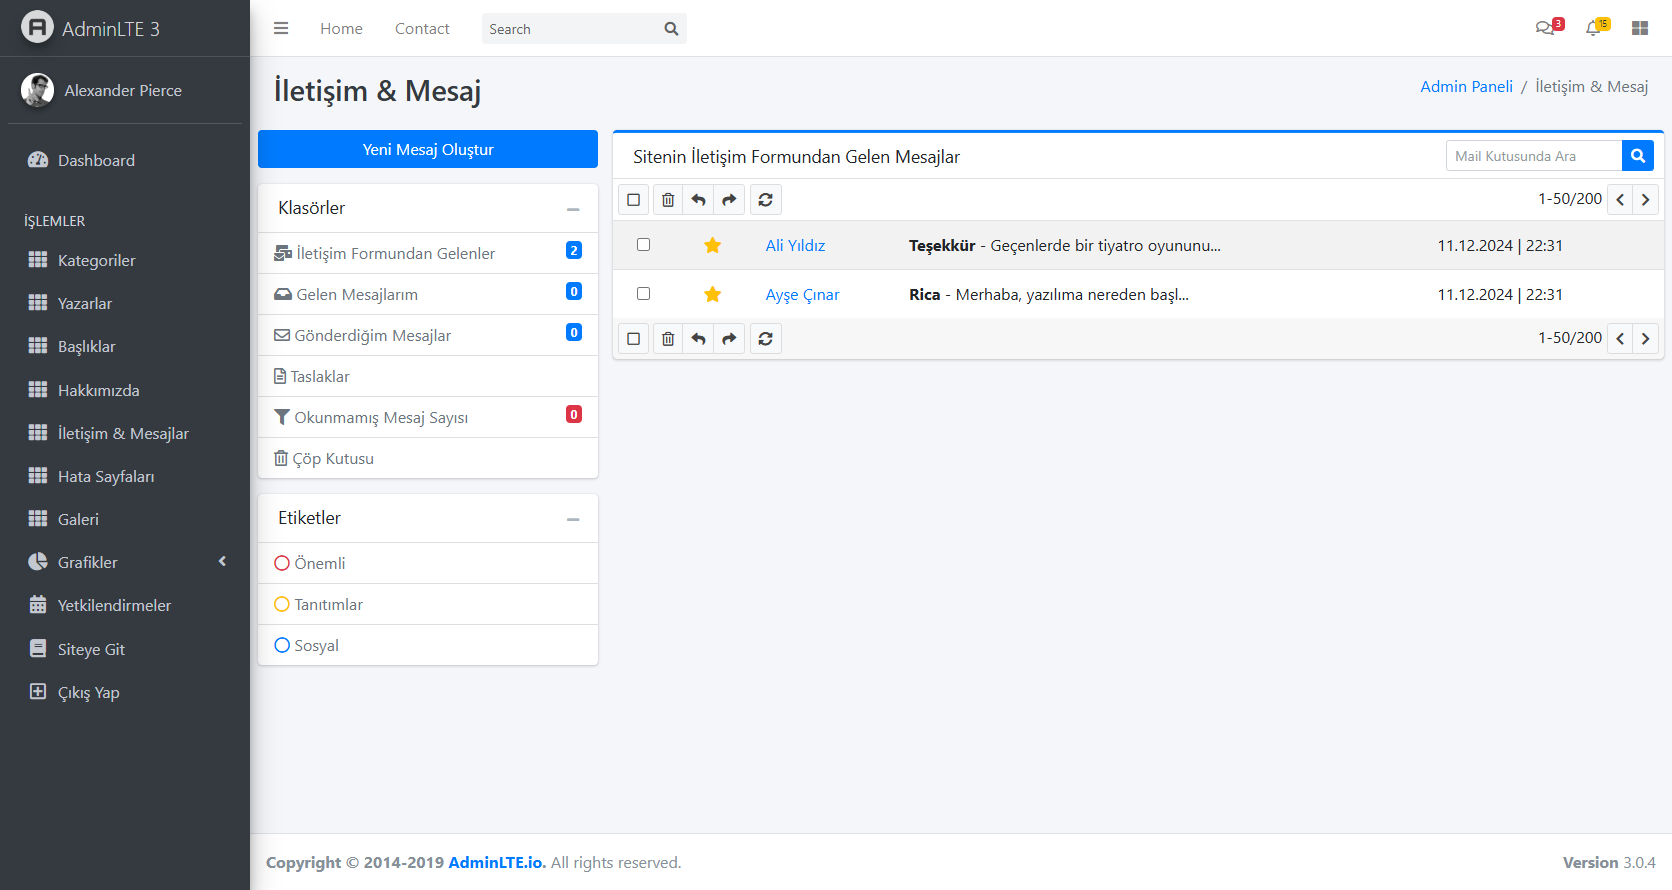 AdminLTE 3
Home
Contact
Search
3
15
Alexander Pierce
Dashboard
İŞLEMLER
Kategoriler
Yazarlar
Başlıklar
Hakkımızda
İletişim & Mesajlar
Hata Sayfaları
Galeri
Grafikler
Yetkilendirmeler
Siteye Git
Çıkış Yap
İletişim & Mesaj
Admin Paneli / İletişim & Mesaj
Yeni Mesaj Oluştur
Klasörler
İletişim Formundan Gelenler 2
Gelen Mesajlarım 0
Gönderdiğim Mesajlar 0
Taslaklar
Okunmamış Mesaj Sayısı 0
Çöp Kutusu
Etiketler
Önemli
Tanıtımlar
Sosyal
Sitenin İletişim Formundan Gelen Mesajlar
Mail Kutusunda Ara
1-50/200
Ali Yıldız Teşekkür - Geçenlerde bir tiyatro oyununu... 11.12.2024 | 22:31
Ayşe Çınar Rica - Merhaba, yazılıma nereden başl... 11.12.2024 | 22:31
1-50/200
Copyright © 2014-2019 AdminLTE.io. All rights reserved.
Version 3.0.4